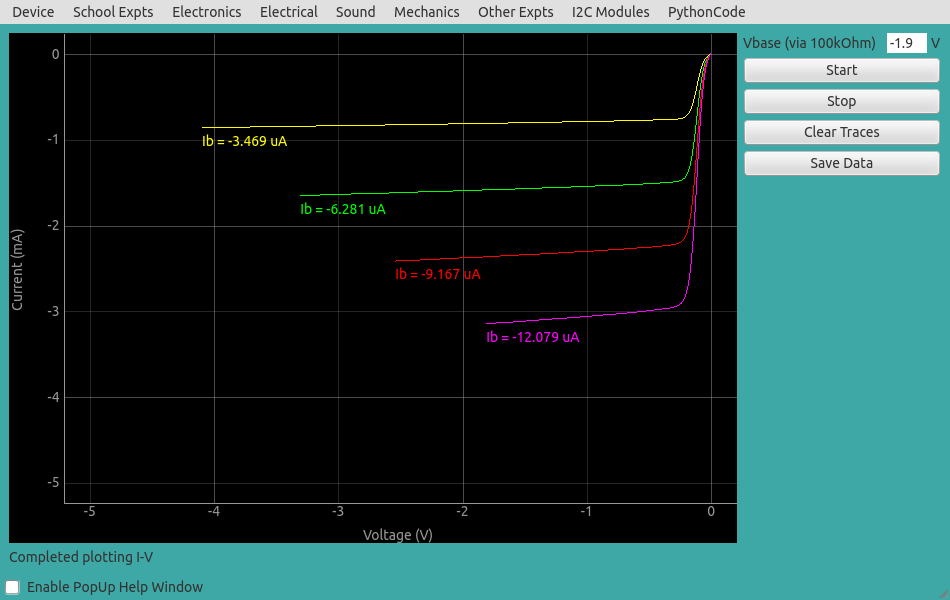 Device School Expts Electronics Electrical Sound Mechanics Other Expts I2C Modules PythonCode
Vbase (via 100kOhm) -1.9 V
Start
Stop
Clear Traces
Save Data
0
-1
-2
-3
-4
-5
Current (mA)
Ib = -3.469 uA
Ib = -6.281 uA
Ib = -9.167 uA
Ib = -12.079 uA
-5 -4 -3 -2 -1 0
Voltage (V)
Completed plotting I-V
Enable PopUp Help Window